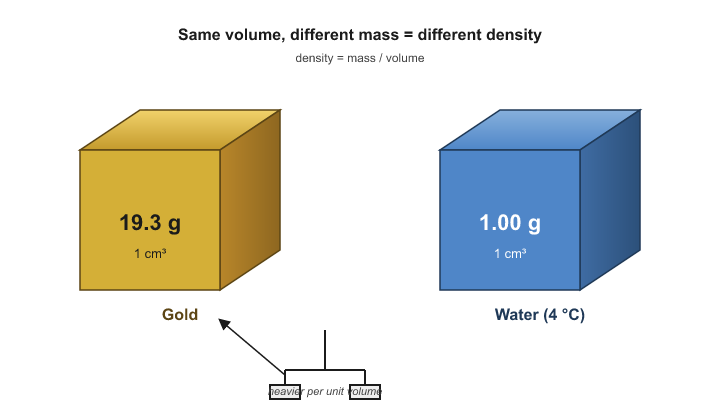 Same volume, different mass = different density
density = mass / volume
19.3 g
1 cm³
1.00 g
1 cm³
Gold
Water (4 °C)
heavier per unit volume